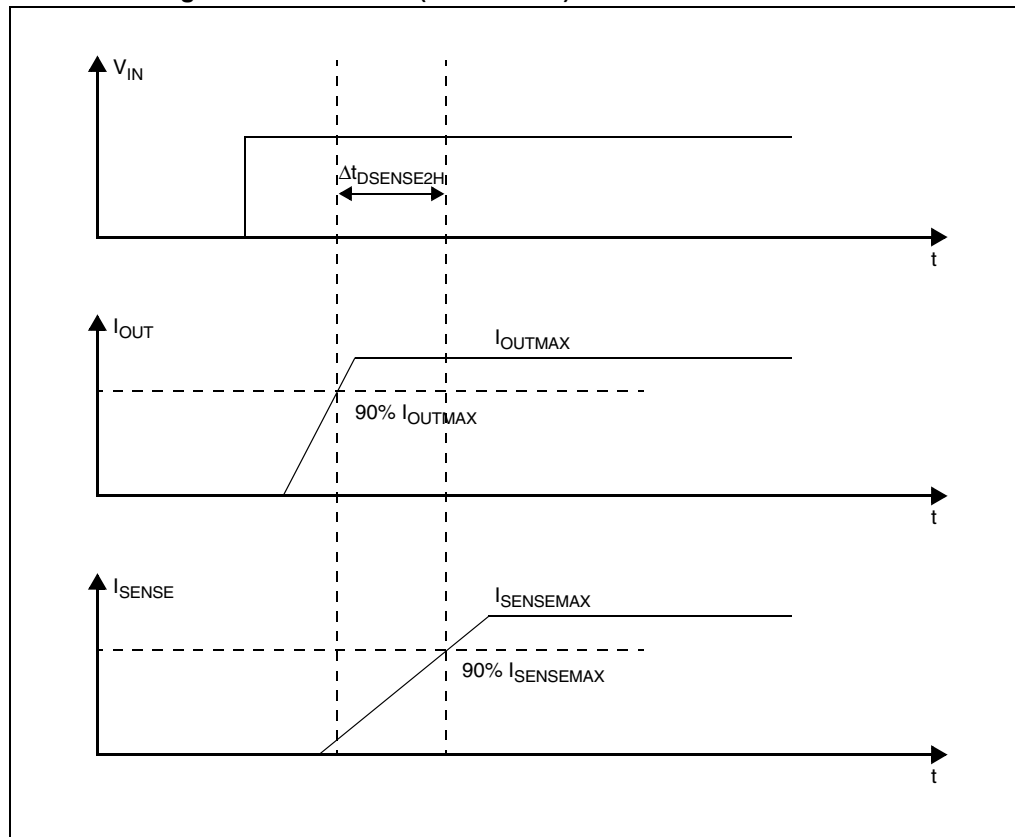 V_IN
Δt_DSENSE2H
t
I_OUT
I_OUTMAX
90% I_OUTMAX
t
I_SENSE
I_SENSEMAX
90% I_SENSEMAX
t